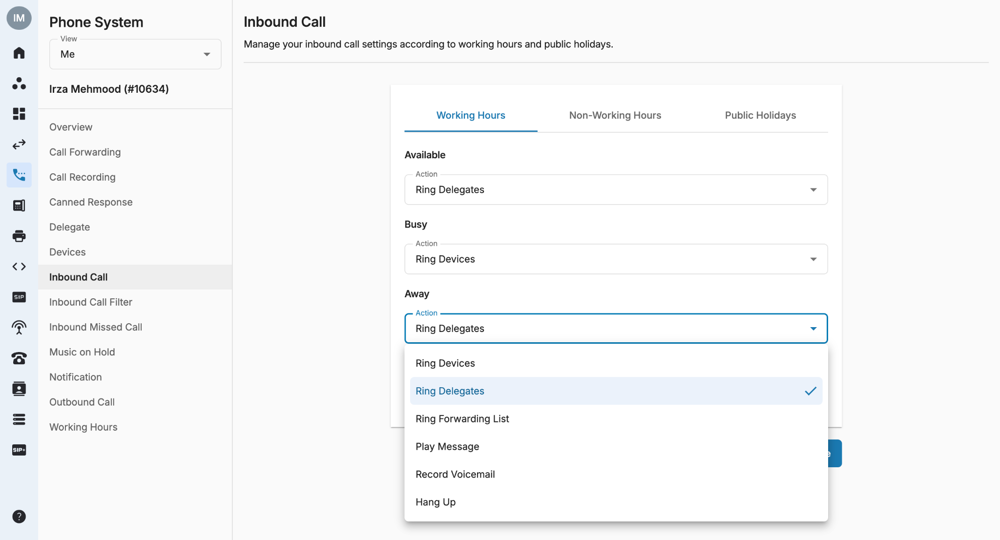 IM
Phone System
View
Me
Irza Mehmood (#10634)
Overview
Call Forwarding
Call Recording
Canned Response
Delegate
Devices
Inbound Call
Inbound Call Filter
Inbound Missed Call
Music on Hold
Notification
Outbound Call
Working Hours
SIP
SIP+
?
Inbound Call
Manage your inbound call settings according to working hours and public holidays.
Working Hours
Non-Working Hours
Public Holidays
Available
Action
Ring Delegates
Busy
Action
Ring Devices
Away
Action
Ring Delegates
Ring Devices
Ring Delegates
Ring Forwarding List
Play Message
Record Voicemail
Hang Up